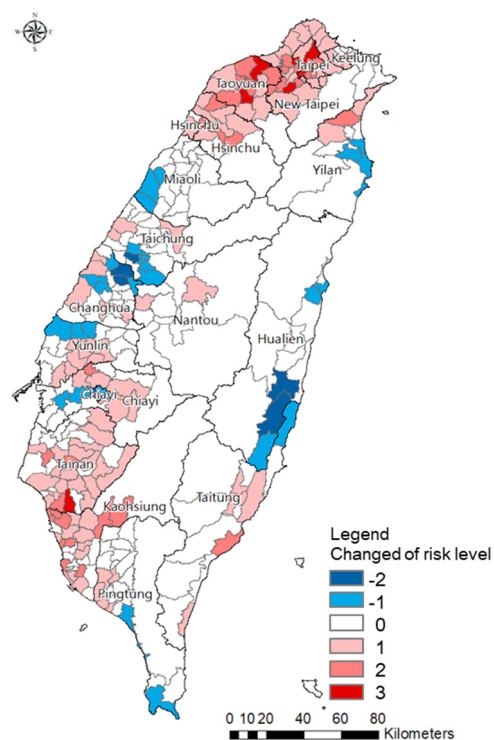 N
W E
S
Keelung
Taipei
Taoyuan
New Taipei
Hsinchu
Hsinchu
Yilan
Miaoli
Taichung
Changhua
Nantou
Hualien
Yunlin
Chiayi
Chiayi
Tainan
Taitung
Kaohsiung
Pingtung
Legend
Changed of risk level
-2
-1
0
1
2
3
0 10 20 40 60 80
Kilometers